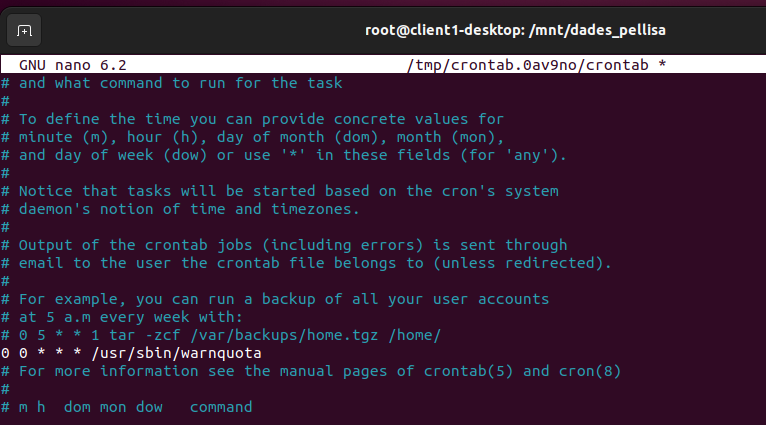 root@client1-desktop: /mnt/dades_pellisa
GNU nano 6.2 /tmp/crontab.0av9no/crontab *
# and what command to run for the task
#
# To define the time you can provide concrete values for
# minute (m), hour (h), day of month (dom), month (mon),
# and day of week (dow) or use '*' in these fields (for 'any').
#
# Notice that tasks will be started based on the cron's system
# daemon's notion of time and timezones.
#
# Output of the crontab jobs (including errors) is sent through
# email to the user the crontab file belongs to (unless redirected).
#
# For example, you can run a backup of all your user accounts
# at 5 a.m every week with:
# 0 5 * * 1 tar -zcf /var/backups/home.tgz /home/
0 0 * * * /usr/sbin/warnquota
# For more information see the manual pages of crontab(5) and cron(8)
#
# m h  dom mon dow   command